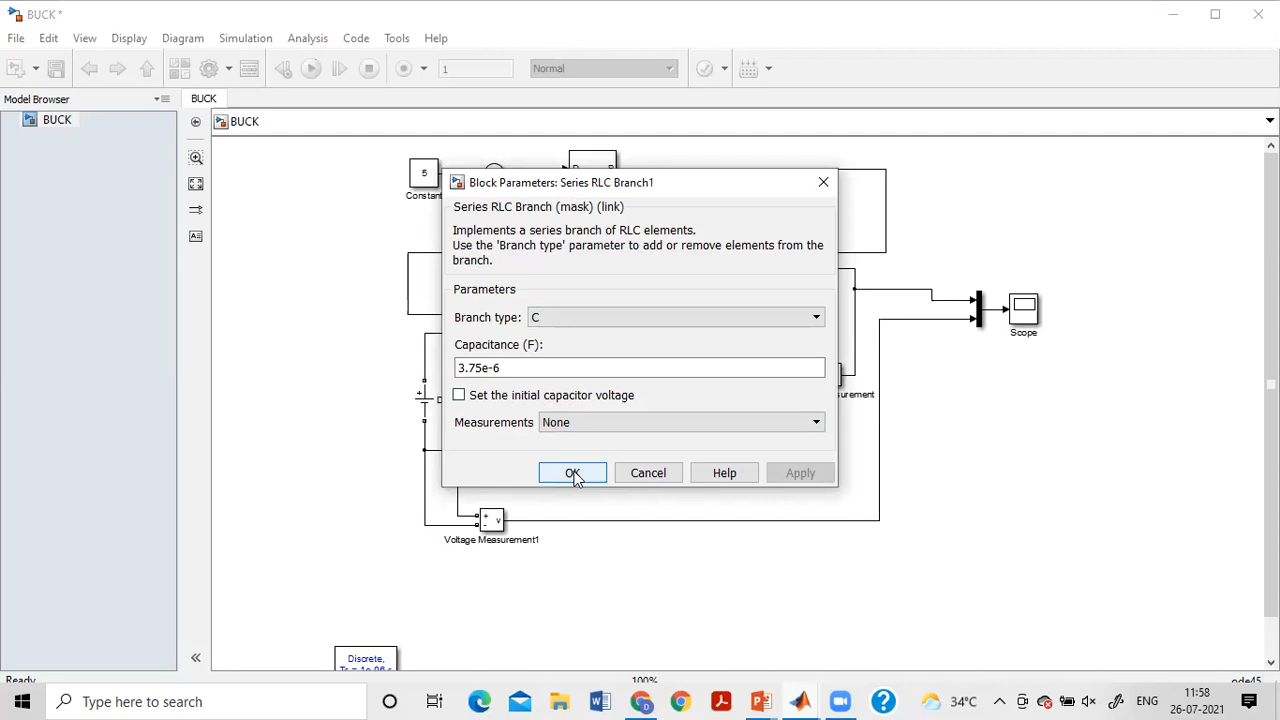 BUCK *
File Edit View Display Diagram Simulation Analysis Code Tools Help
1 Normal
Model Browser BUCK
BUCK BUCK
5
Constant
Block Parameters: Series RLC Branch1
Series RLC Branch (mask) (link)
Implements a series branch of RLC elements.
Use the 'Branch type' parameter to add or remove elements from the
branch.
Parameters
Branch type: C
Capacitance (F):
3.75e-6
Set the initial capacitor voltage
Measurements None
OK Cancel Help Apply
Scope
+
+ v
-
Voltage Measurement1
Discrete,
Ready 100% ode45
Type here to search
34°C ENG 11:58
26-07-2021